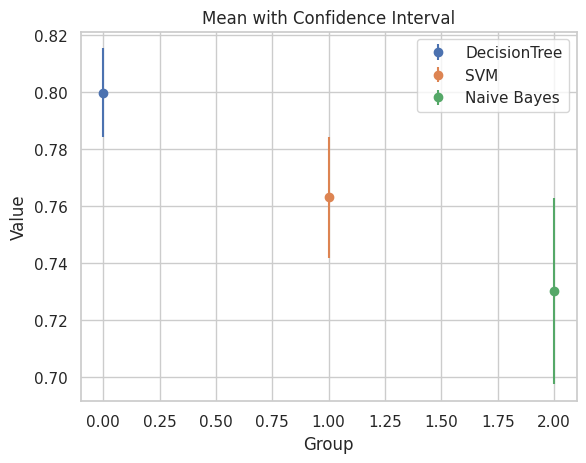 Mean with Confidence Interval
DecisionTree
SVM
Naive Bayes
Value
0.82
0.80
0.78
0.76
0.74
0.72
0.70
0.00 0.25 0.50 0.75 1.00 1.25 1.50 1.75 2.00
Group